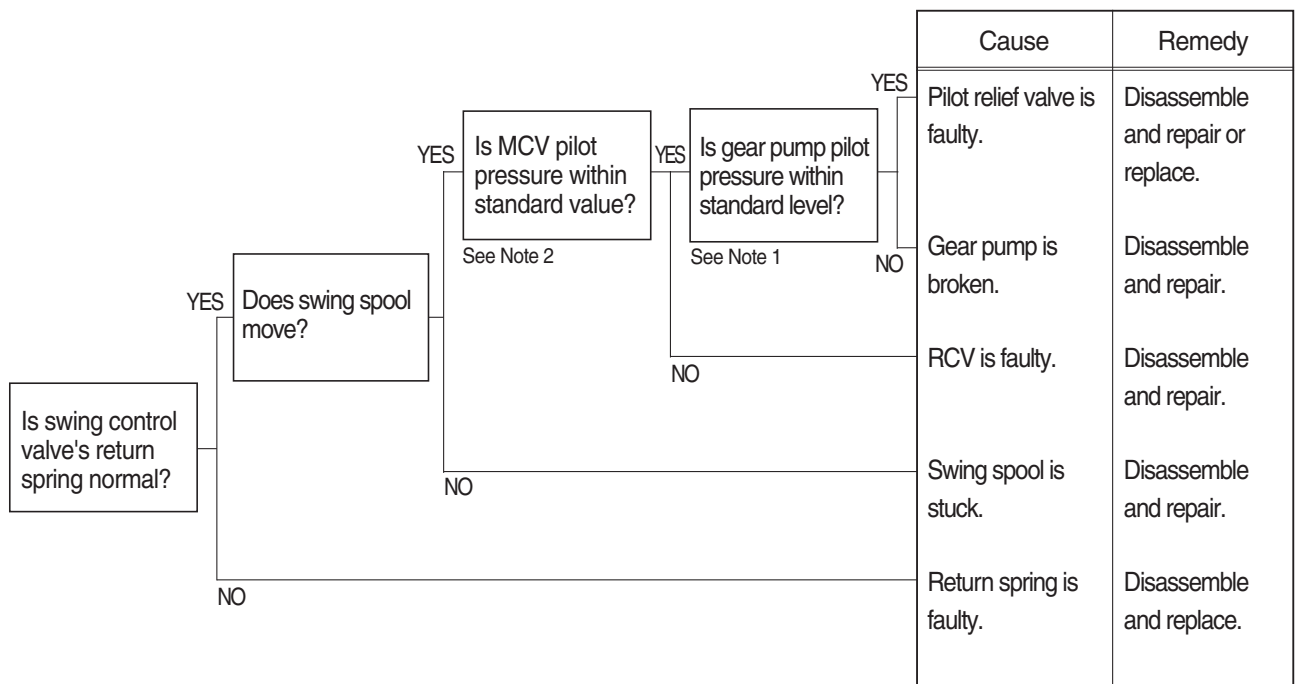 Cause
Remedy
YES
Pilot relief valve is
faulty.
Disassemble
and repair or
replace.
YES
Is MCV pilot
pressure within
standard value?
See Note 2
YES
Is gear pump pilot
pressure within
standard level?
See Note 1
NO
Gear pump is
broken.
Disassemble
and repair.
YES
Does swing spool
move?
NO
RCV is faulty.
Disassemble
and repair.
Is swing control
valve's return
spring normal?
NO
Swing spool is
stuck.
Disassemble
and repair.
NO
Return spring is
faulty.
Disassemble
and replace.